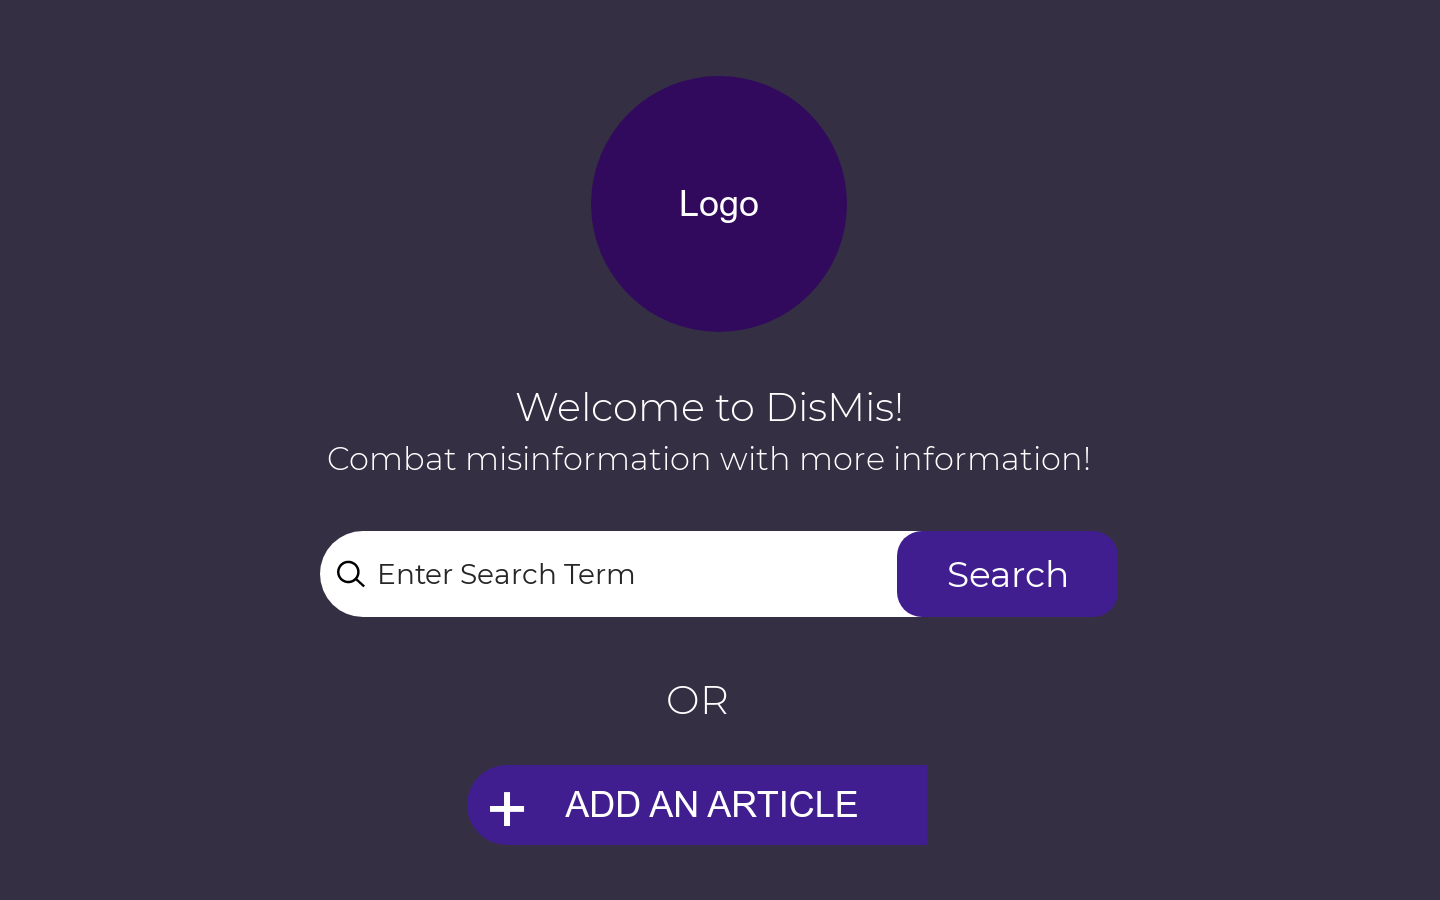 Logo
Welcome to DisMis!
Combat misinformation with more information!
Enter Search Term
Search
OR
ADD AN ARTICLE